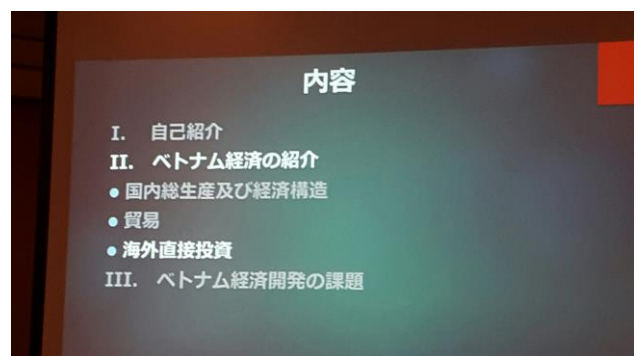 内容
I. 自己紹介
II. ベトナム経済の紹介
● 国内総生産及び経済構造
● 貿易
● 海外直接投資
III. ベトナム経済開発の課題